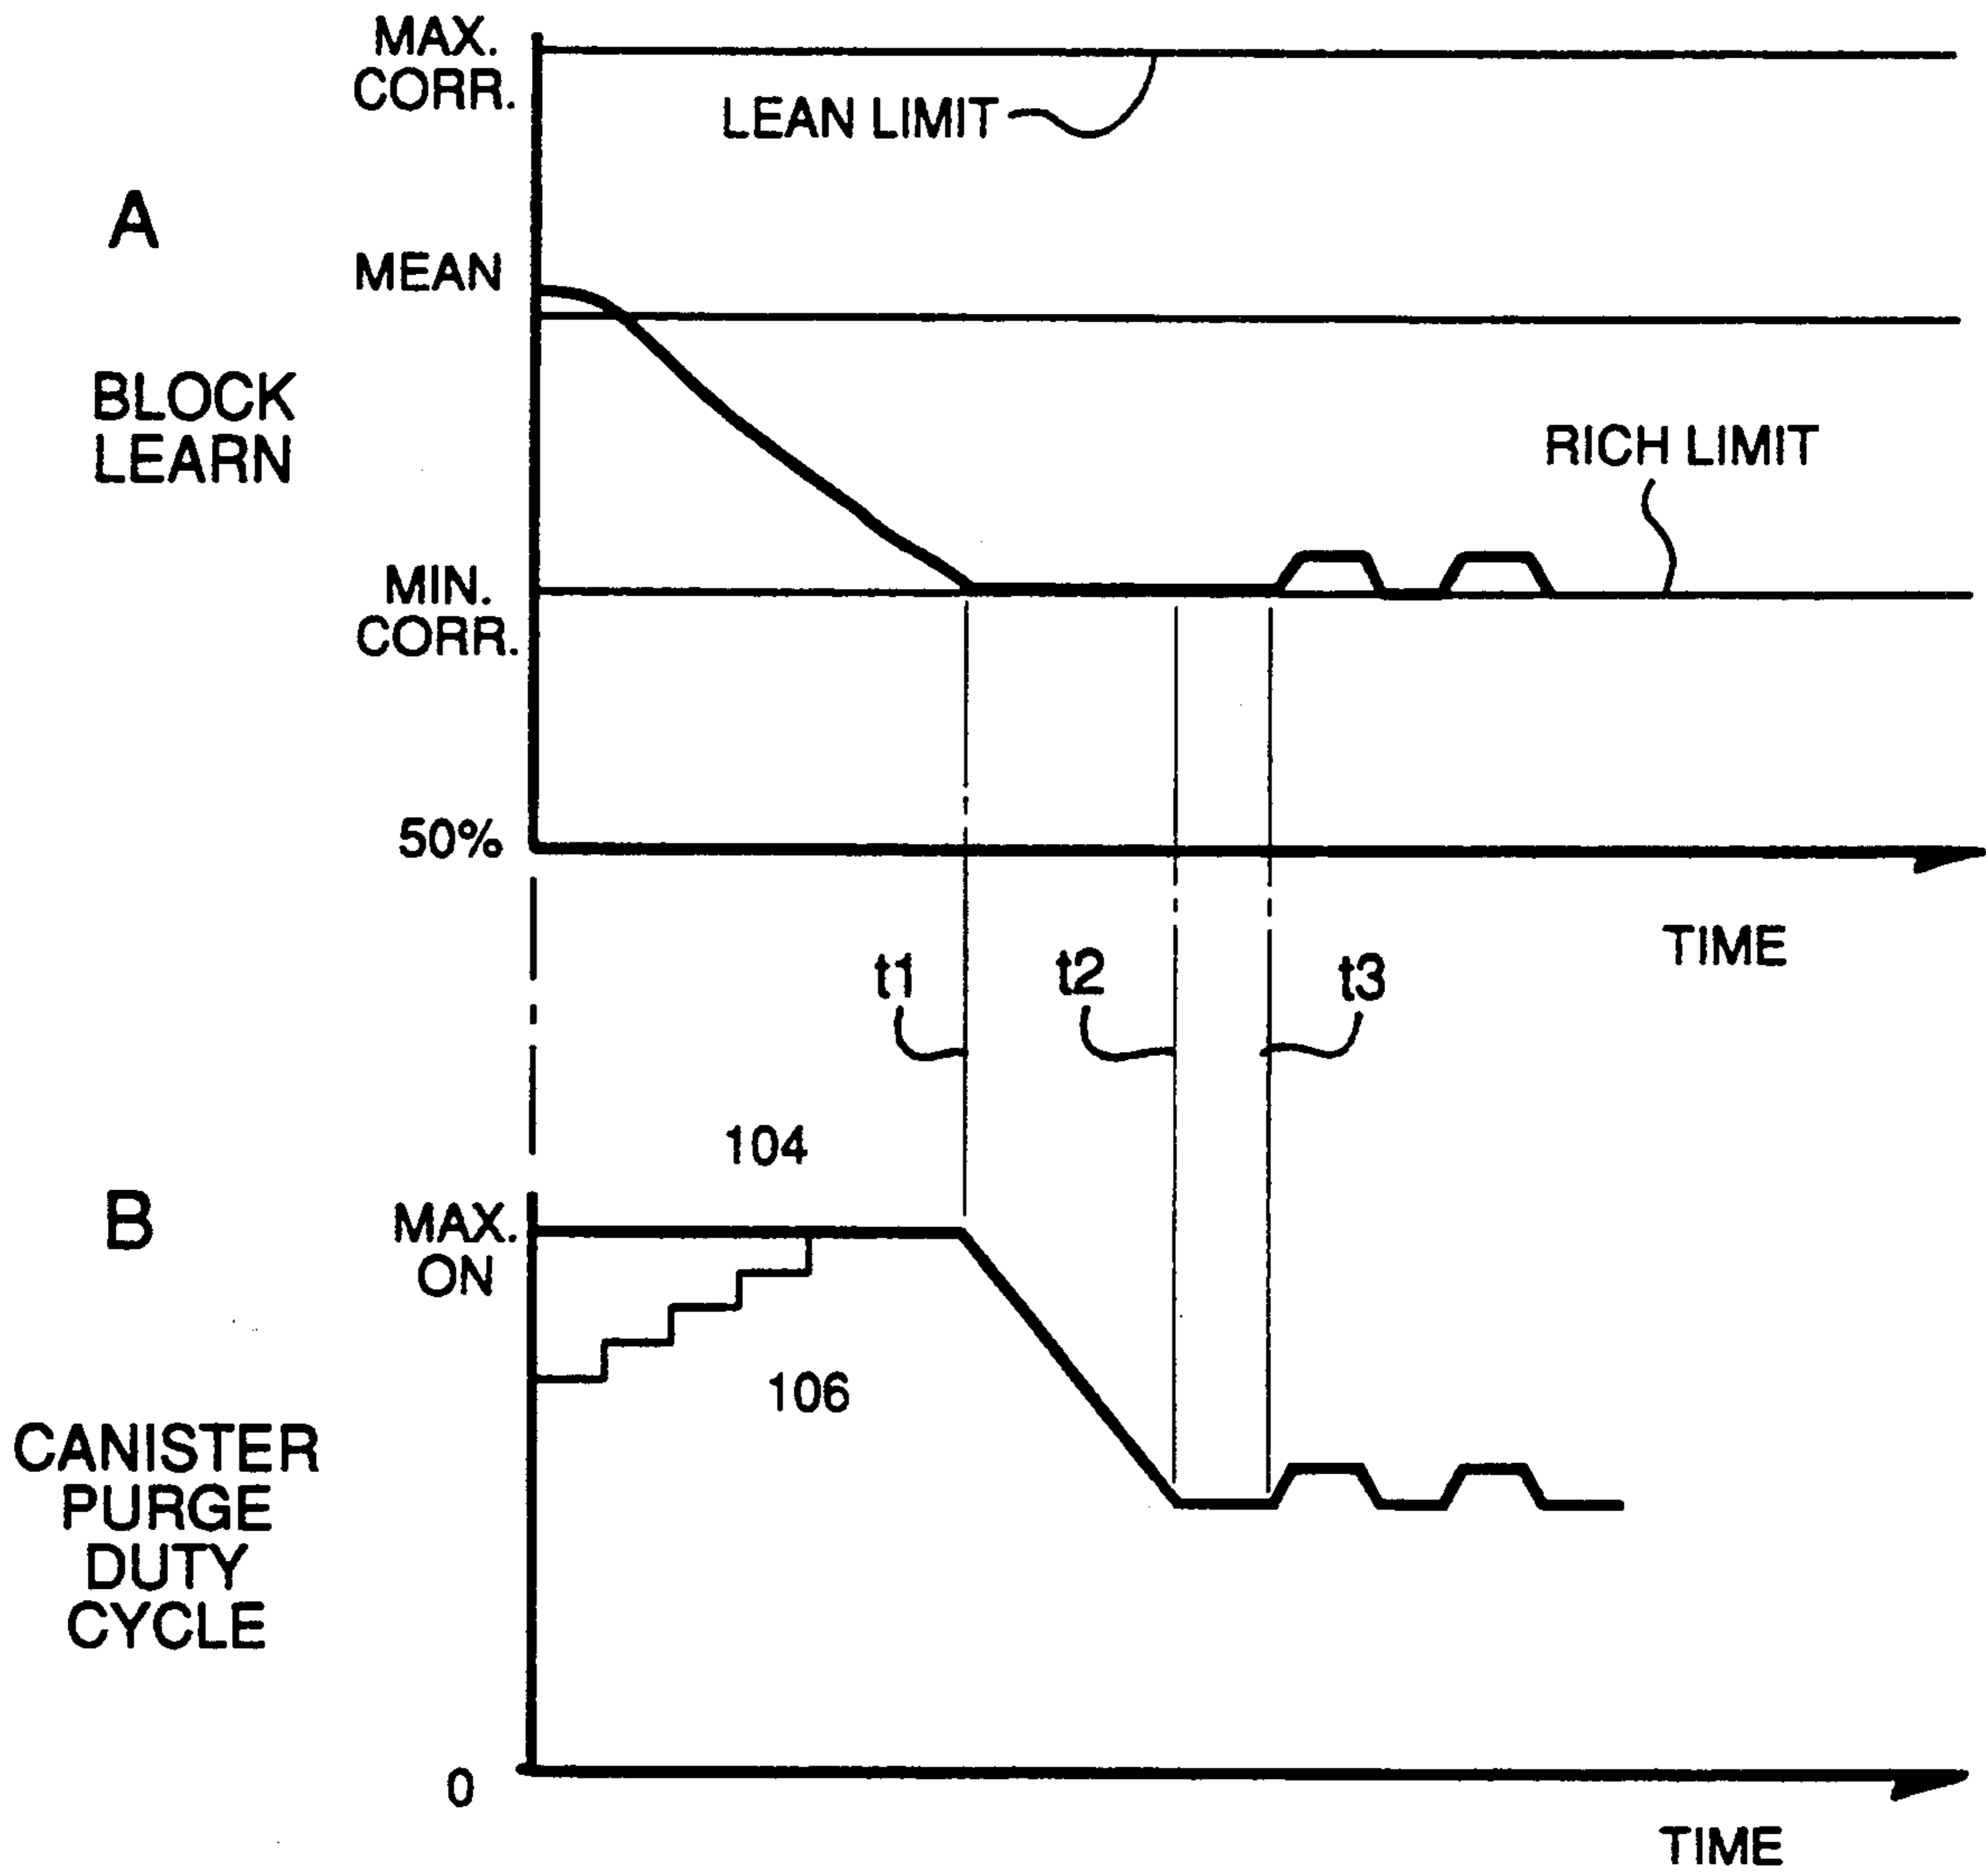 MAX.
CORR.
LEAN LIMIT
A
MEAN
BLOCK
LEARN
RICH LIMIT
MIN.
CORR.
50%
TIME
t1
t2
t3
104
B
MAX.
ON
106
CANISTER
PURGE
DUTY
CYCLE
0
TIME